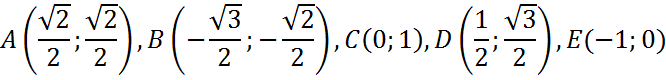 A(√2/2; √2/2), B(−√3/2; −√2/2), C(0; 1), D(1/2; √3/2), E(−1; 0)